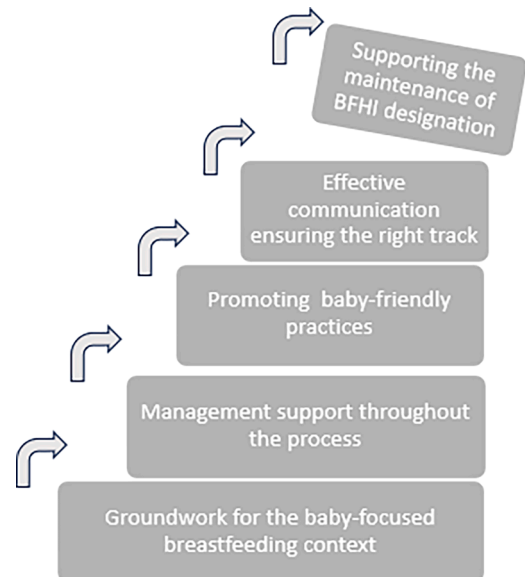 Supporting the
maintenance of
BFHI designation
Effective
communication
ensuring the right track
Promoting baby-friendly
practices
Management support throughout
the process
Groundwork for the baby-focused
breastfeeding context